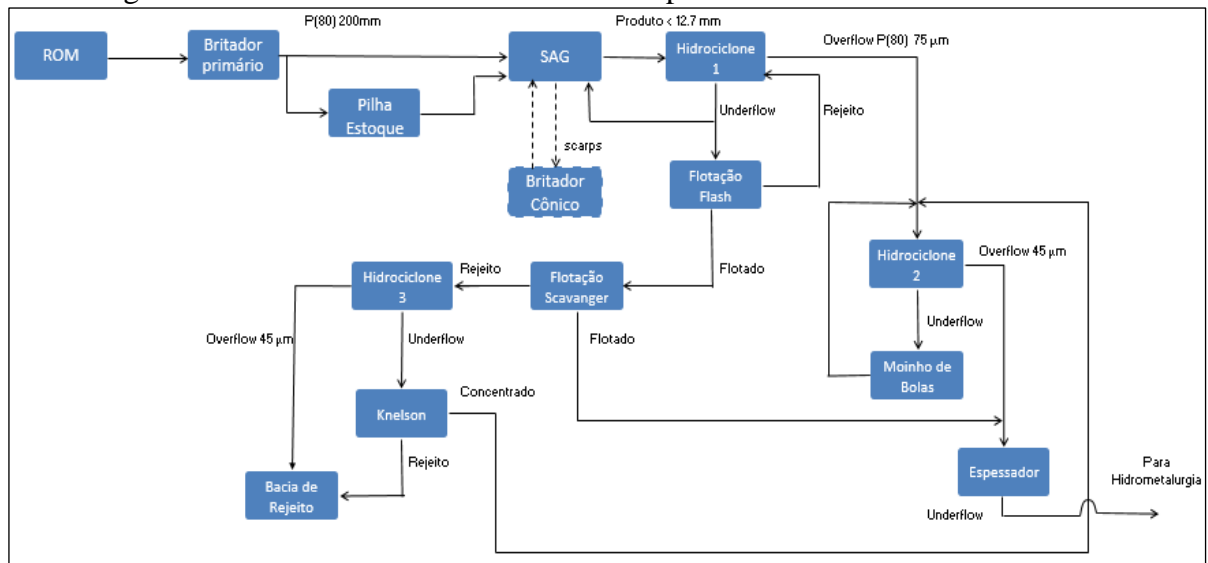 P(80) 200mm
Produto < 12.7 mm
Overflow P(80) 75 µm
ROM
Britador
primário
SAG
Hidrociclone
1
Pilha
Estoque
Underflow
Rejeito
scarps
Britador
Cônico
Flotação
Flash
Flotado
Hidrociclone
2
Overflow 45 µm
Underflow
Moinho de
Bolas
Hidrociclone
3
Rejeito
Flotação
Scavanger
Overflow 45 µm
Underflow
Flotado
Knelson
Concentrado
Rejeito
Bacia de
Rejeito
Espessador
Underflow
Para
Hidrometalurgia